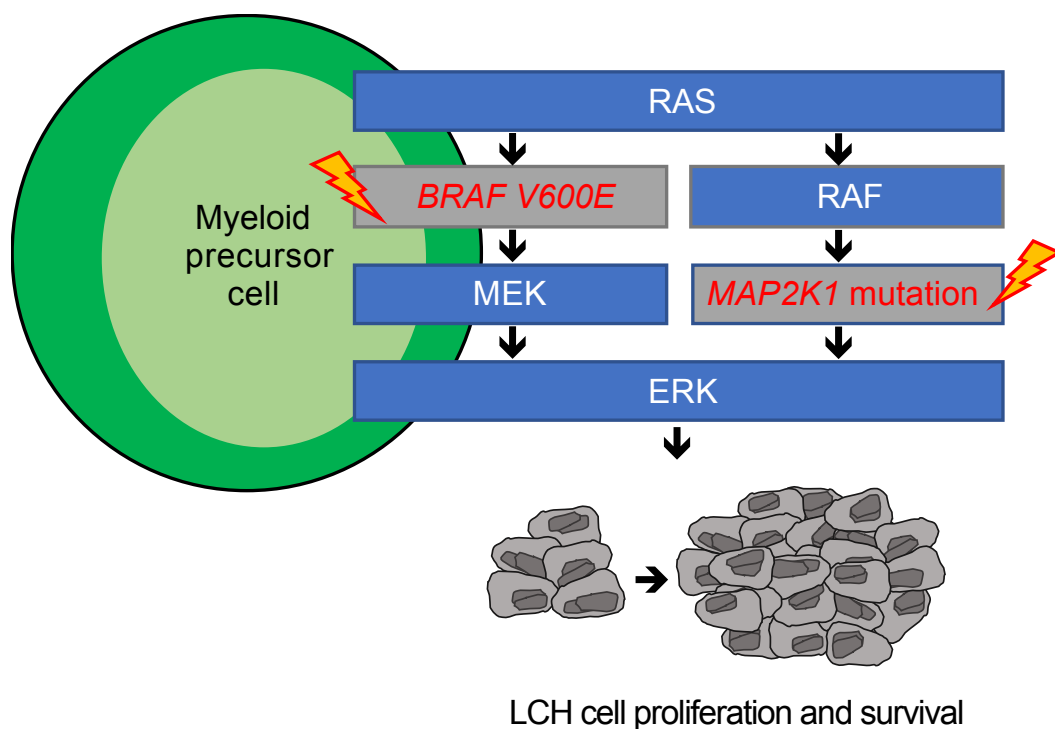 RAS
BRAF V600E
RAF
Myeloid
precursor
cell
MEK
MAP2K1 mutation
ERK
LCH cell proliferation and survival